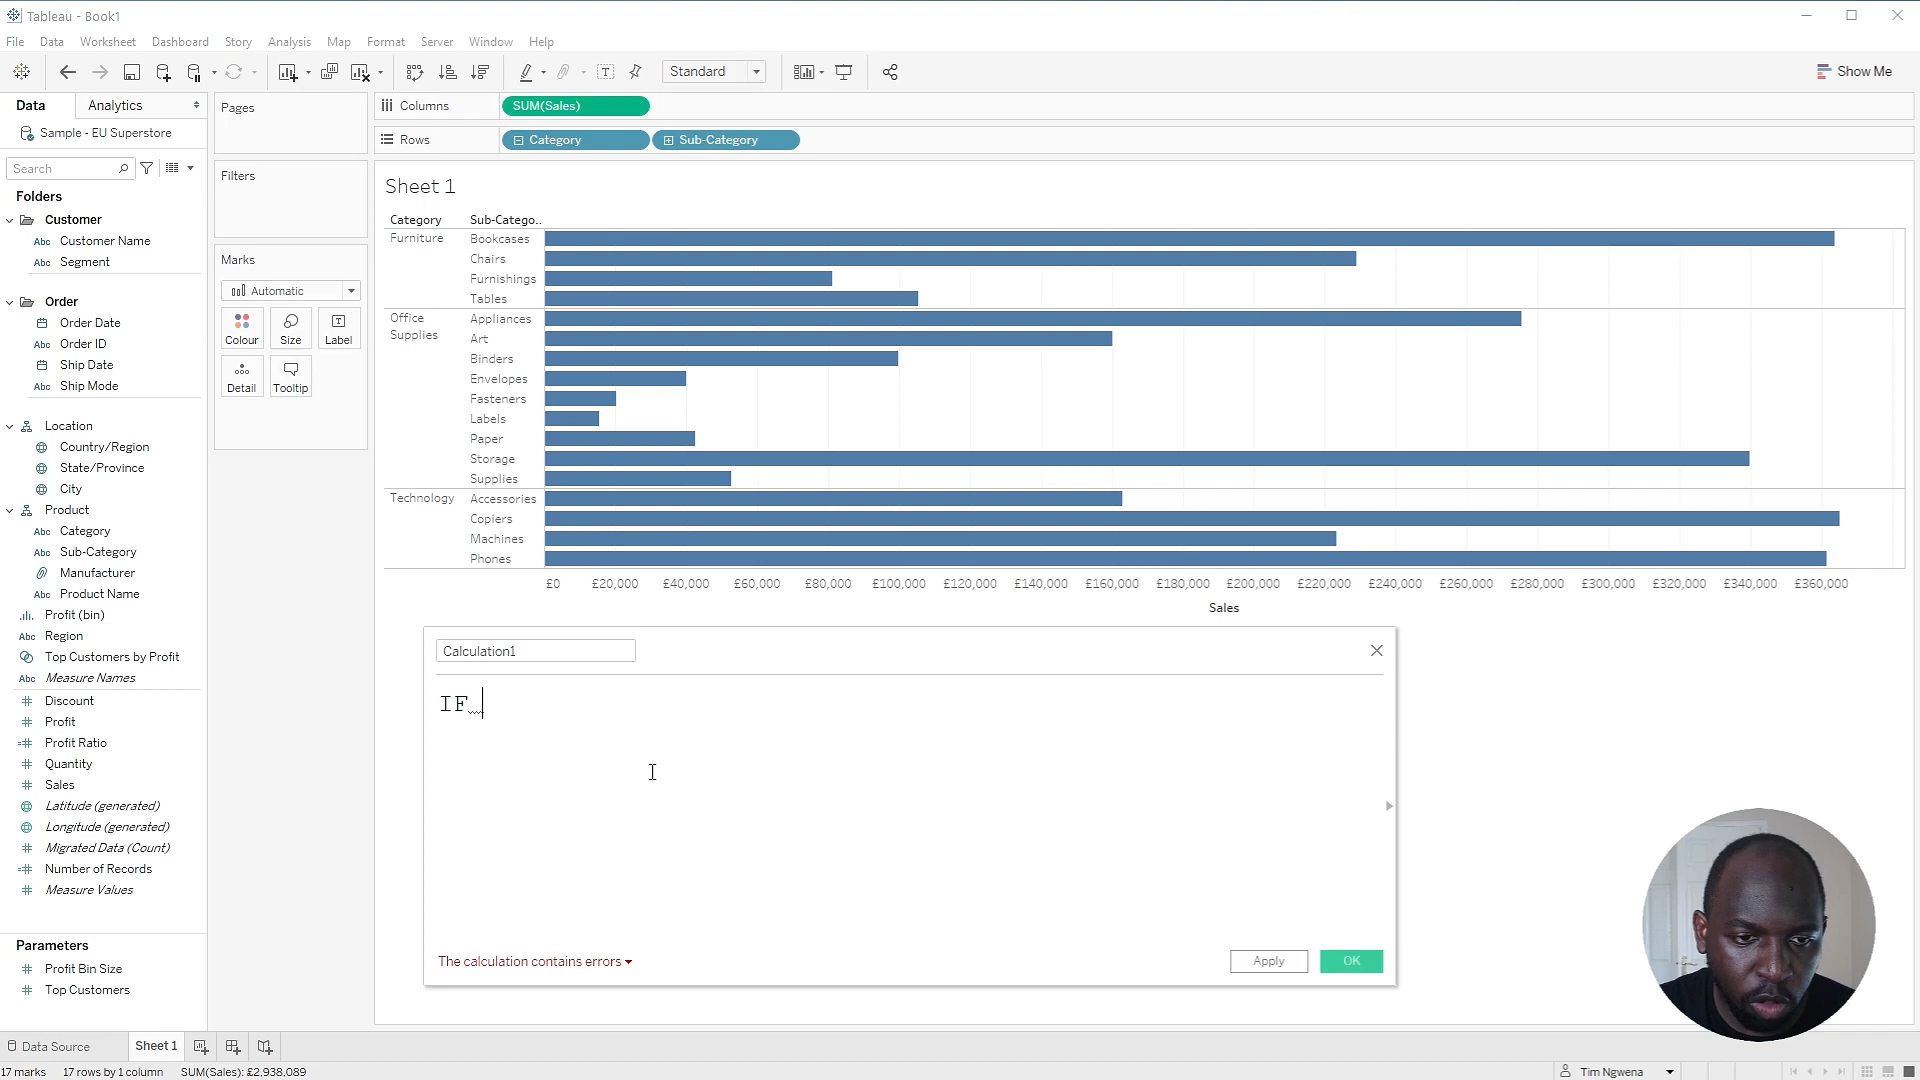 Tableau - Book1
File Data Worksheet Dashboard Story Analysis Map Format Server Window Help
Standard
Show Me
Data Analytics
Sample - EU Superstore
Search
Folders
Customer
Abc Customer Name
Abc Segment
Order
Order Date
Abc Order ID
Ship Date
Abc Ship Mode
Location
Country/Region
State/Province
City
Product
Abc Category
Abc Sub-Category
Manufacturer
Abc Product Name
Profit (bin)
Abc Region
Top Customers by Profit
Abc Measure Names
# Discount
# Profit
=# Profit Ratio
# Quantity
# Sales
Latitude (generated)
Longitude (generated)
# Migrated Data (Count)
=# Number of Records
# Measure Values
Parameters
# Profit Bin Size
# Top Customers
Pages
Filters
Marks
Automatic
Colour Size Label
Detail Tooltip
Columns SUM(Sales)
Rows Category Sub-Category
Sheet 1
Category Sub-Catego..
Furniture Bookcases
Chairs
Furnishings
Tables
Office Supplies Appliances
Art
Binders
Envelopes
Fasteners
Labels
Paper
Storage
Supplies
Technology Accessories
Copiers
Machines
Phones
£0 £20,000 £40,000 £60,000 £80,000 £100,000 £120,000 £140,000 £160,000 £180,000 £200,000 £220,000 £240,000 £260,000 £280,000 £300,000 £320,000 £340,000 £360,000
Sales
Calculation1
IF
The calculation contains errors
Apply OK
Data Source Sheet 1
17 marks 17 rows by 1 column SUM(Sales): £2,938,089
Tim Ngwena